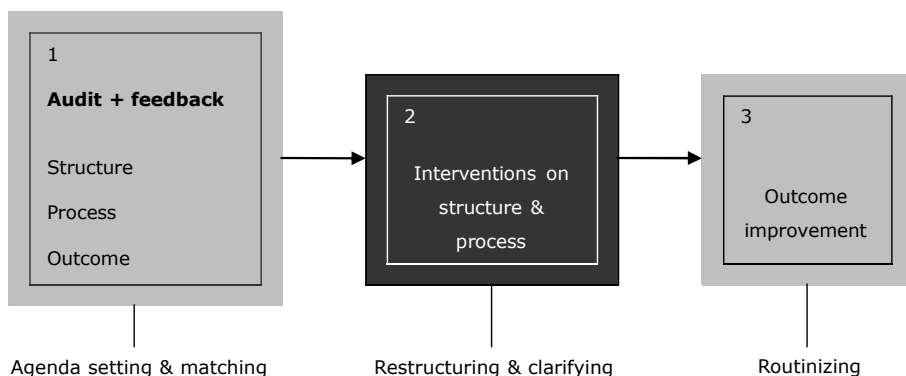 1
Audit + feedback
Structure
Process
Outcome
2
Interventions on
structure &
process
3
Outcome
improvement
Agenda setting & matching
Restructuring & clarifying
Routinizing